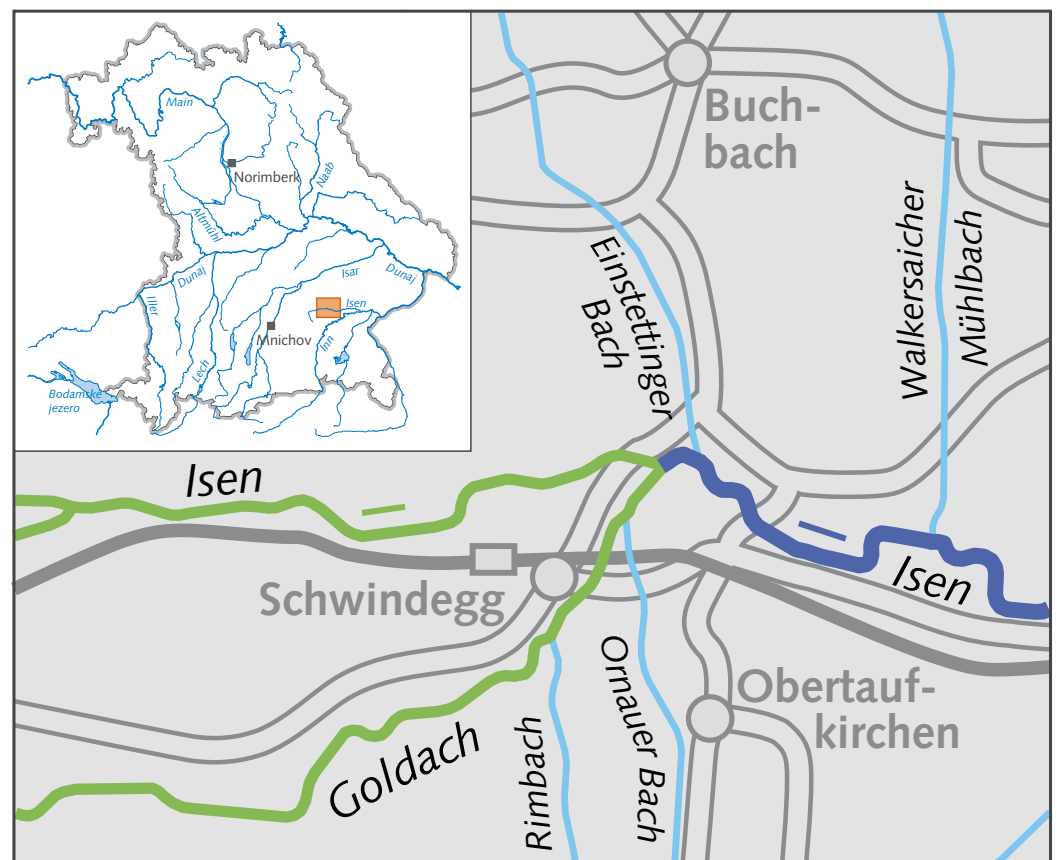 Main
Norimberk
Naab
Altmühl
Dunaj
Isar
Dunaj
Iller
Isen
Mnichov
Inn
Lech
Bodamské
jezero
Buch-
bach
Einstettinger
Bach
Walkersaicher
Mühlbach
Isen
Isen
Schwindegg
Goldach
Rimbach
Ornauer Bach
Obertauf-
kirchen